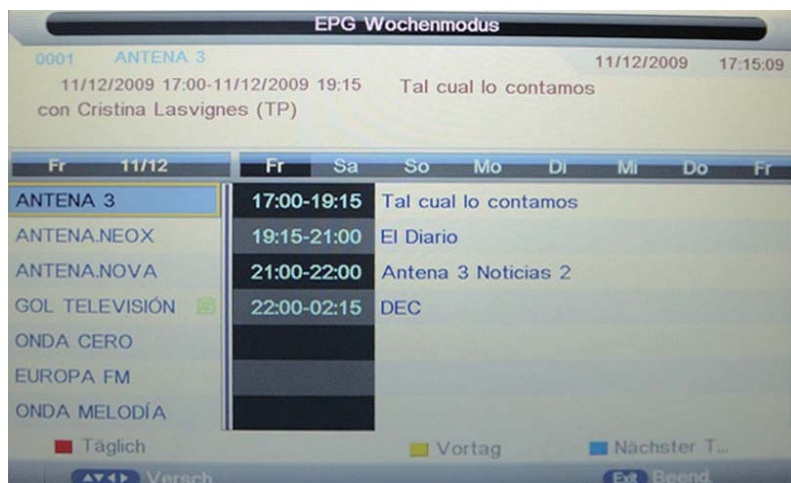 EPG Wochenmodus
0001 ANTENA 3 11/12/2009 17:15:09
11/12/2009 17:00-11/12/2009 19:15 Tal cual lo contamos
con Cristina Lasvignes (TP)
Fr 11/12 Fr Sa So Mo Di Mi Do Fr
ANTENA 3 17:00-19:15 Tal cual lo contamos
ANTENA.NEOX 19:15-21:00 El Diario
ANTENA.NOVA 21:00-22:00 Antena 3 Noticias 2
GOL TELEVISIÓN 22:00-02:15 DEC
ONDA CERO
EUROPA FM
ONDA MELODÍA
Täglich Vortag Nächster T...
Versch. Exit Beend.